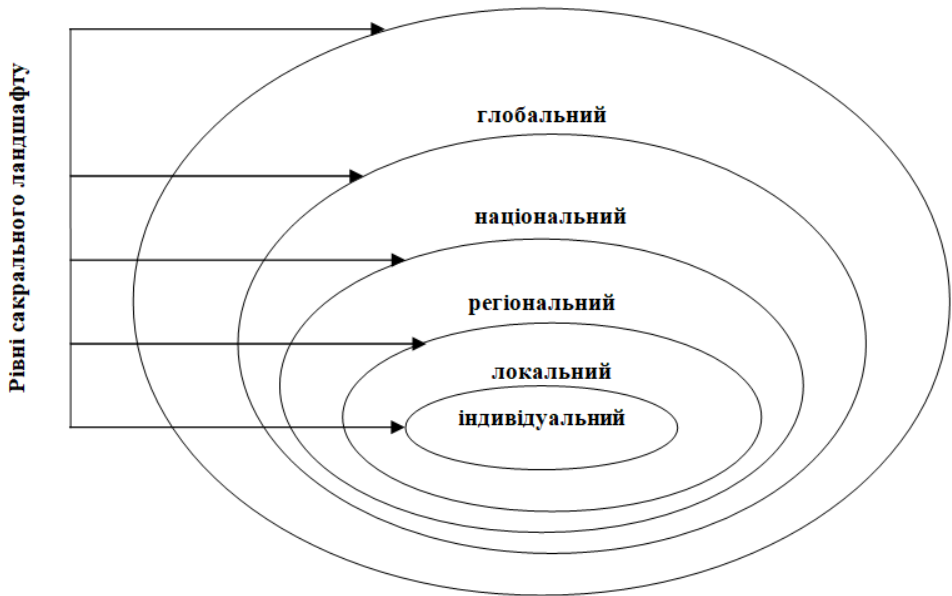 Рівні сакрального ландшафту
глобальний
національний
регіональний
локальний
індивідуальний